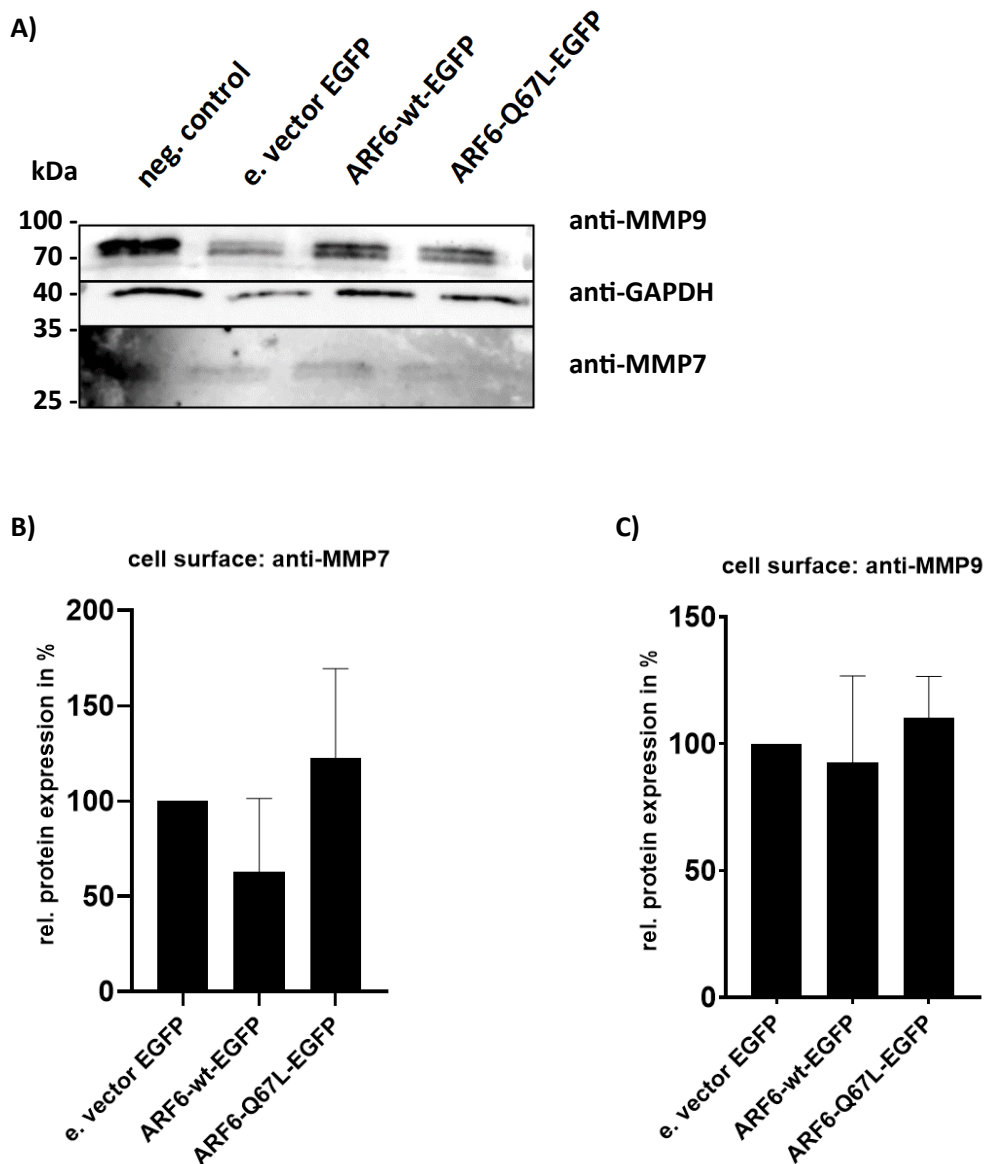 A)
kDa
neg. control
e. vector EGFP
ARF6-wt-EGFP
ARF6-Q67L-EGFP
100 -
70 -
40 -
35 -
25 -
anti-MMP9
anti-GAPDH
anti-MMP7
B)
cell surface: anti-MMP7
rel. protein expression in %
200
150
100
50
0
e. vector EGFP
ARF6-wt-EGFP
ARF6-Q67L-EGFP
C)
cell surface: anti-MMP9
rel. protein expression in %
150
100
50
0
e. vector EGFP
ARF6-wt-EGFP
ARF6-Q67L-EGFP